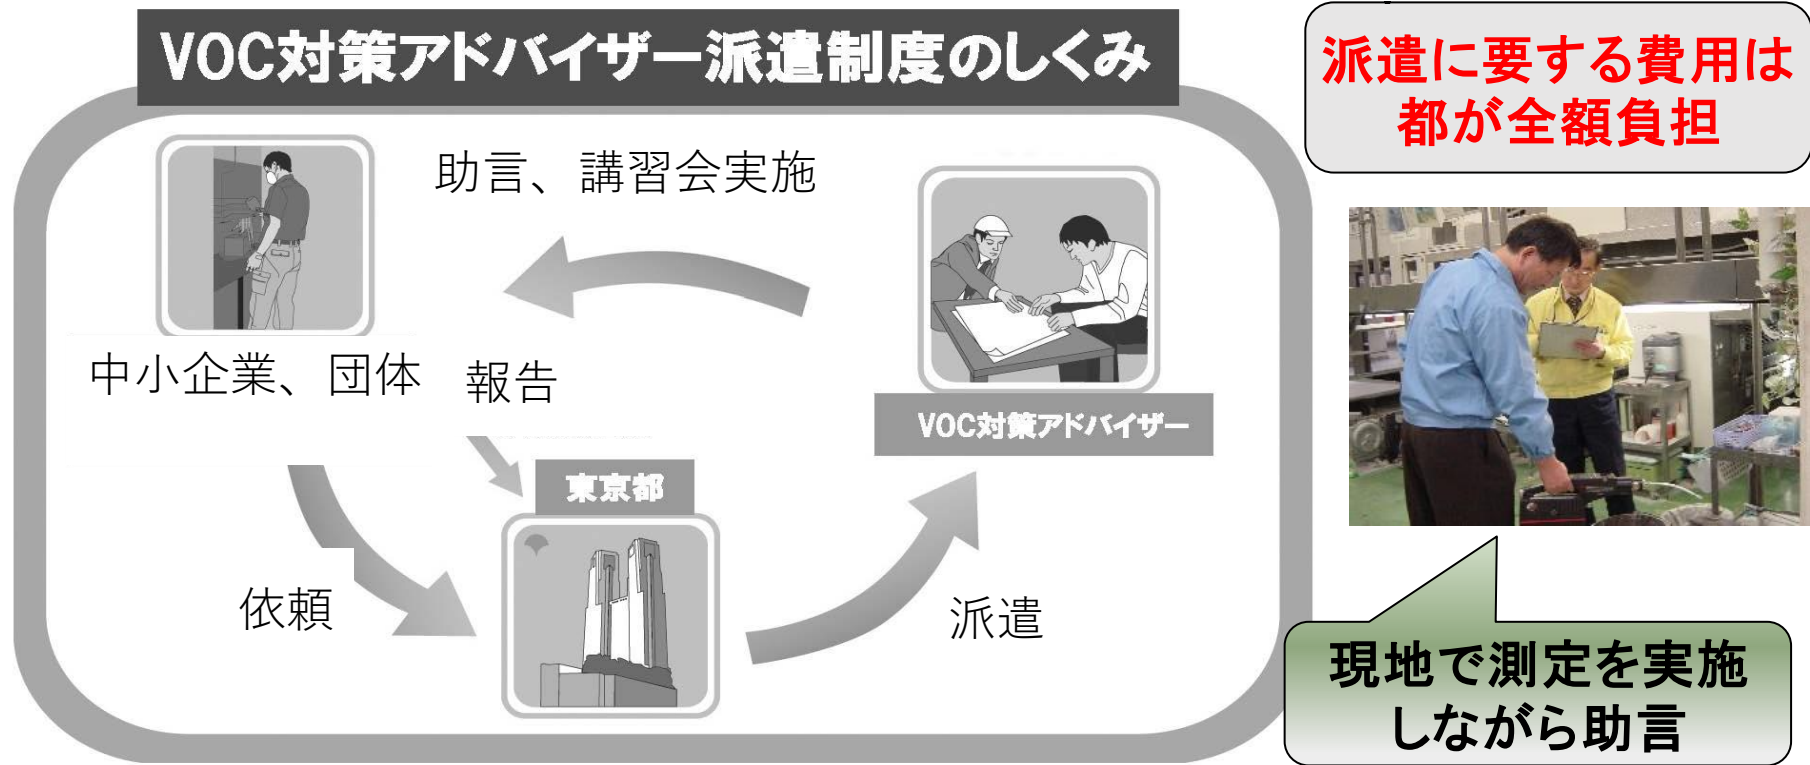 VOC対策アドバイザー派遣制度のしくみ
派遣に要する費用は
都が全額負担
助言、講習会実施
中小企業、団体
報告
VOC対策アドバイザー
東京都
依頼
派遣
現地で測定を実施
しながら助言